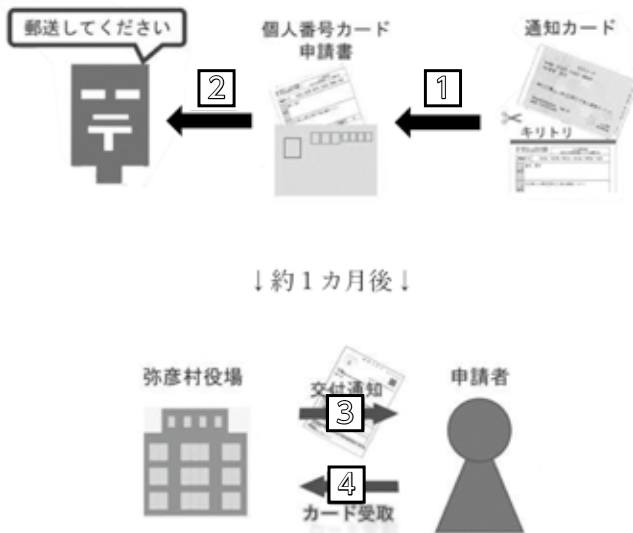 郵送してください
個人番号カード
申請書
通知カード
2
1
キリトリ
↓約1カ月後↓
弥彦村役場
交付通知
申請者
3
4
カード受取